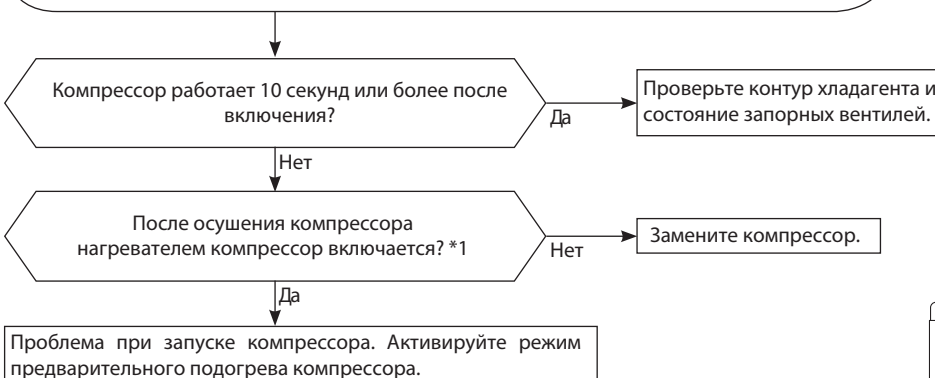 Компрессор работает 10 секунд или более после
включения?
Да
Проверьте контур хладагента и
состояние запорных вентилей.
Нет
После осушения компрессора
нагревателем компрессор включается? *1
Нет
Замените компрессор.
Да
Проблема при запуске компрессора. Активируйте режим
предварительного подогрева компрессора.